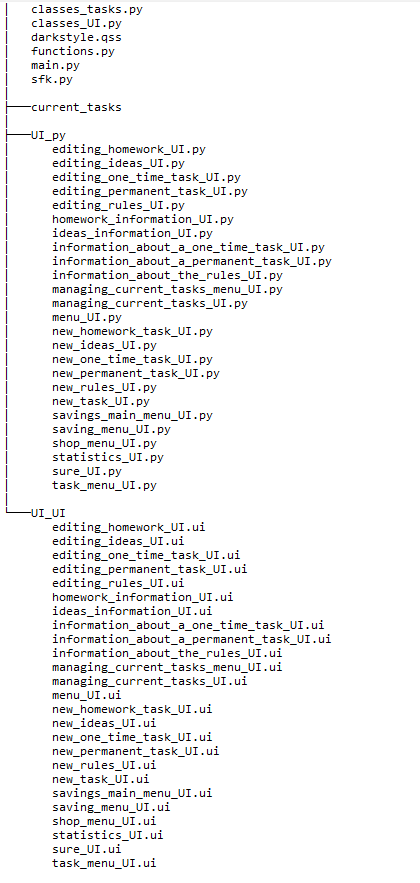 classes_tasks.py
classes_UI.py
darkstyle.qss
functions.py
main.py
sfk.py
current_tasks
UI_py
editing_homework_UI.py
editing_ideas_UI.py
editing_one_time_task_UI.py
editing_permanent_task_UI.py
editing_rules_UI.py
homework_information_UI.py
ideas_information_UI.py
information_about_a_one_time_task_UI.py
information_about_a_permanent_task_UI.py
information_about_the_rules_UI.py
managing_current_tasks_menu_UI.py
managing_current_tasks_UI.py
menu_UI.py
new_homework_task_UI.py
new_ideas_UI.py
new_one_time_task_UI.py
new_permanent_task_UI.py
new_rules_UI.py
new_task_UI.py
savings_main_menu_UI.py
saving_menu_UI.py
shop_menu_UI.py
statistics_UI.py
sure_UI.py
task_menu_UI.py
UI_UI
editing_homework_UI.ui
editing_ideas_UI.ui
editing_one_time_task_UI.ui
editing_permanent_task_UI.ui
editing_rules_UI.ui
homework_information_UI.ui
ideas_information_UI.ui
information_about_a_one_time_task_UI.ui
information_about_a_permanent_task_UI.ui
information_about_the_rules_UI.ui
managing_current_tasks_menu_UI.ui
managing_current_tasks_UI.ui
menu_UI.ui
new_homework_task_UI.ui
new_ideas_UI.ui
new_one_time_task_UI.ui
new_permanent_task_UI.ui
new_rules_UI.ui
new_task_UI.ui
savings_main_menu_UI.ui
saving_menu_UI.ui
shop_menu_UI.ui
statistics_UI.ui
sure_UI.ui
task_menu_UI.ui